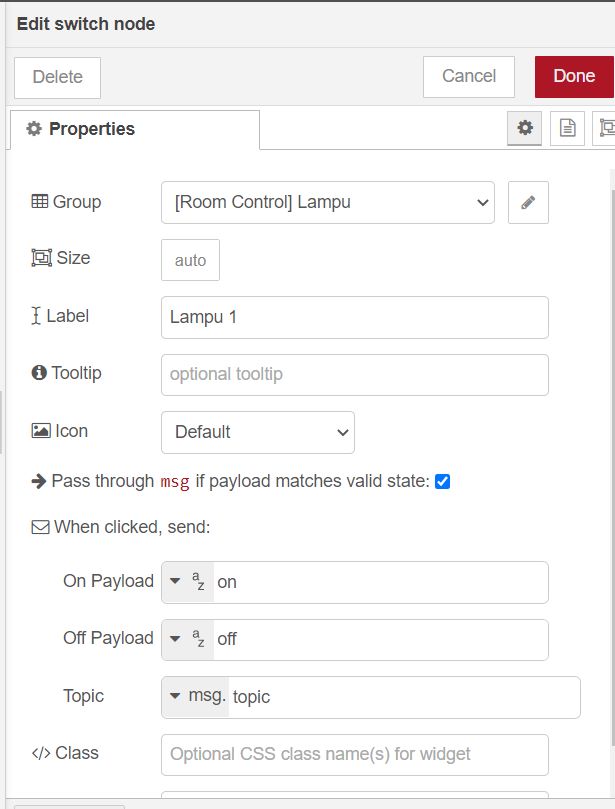 Edit switch node
Delete
Cancel
Done
Properties
Group
[Room Control] Lampu
Size
auto
Label
Lampu 1
Tooltip
optional tooltip
Icon
Default
Pass through msg if payload matches valid state:
When clicked, send:
On Payload
az on
Off Payload
az off
Topic
msg. topic
</> Class
Optional CSS class name(s) for widget